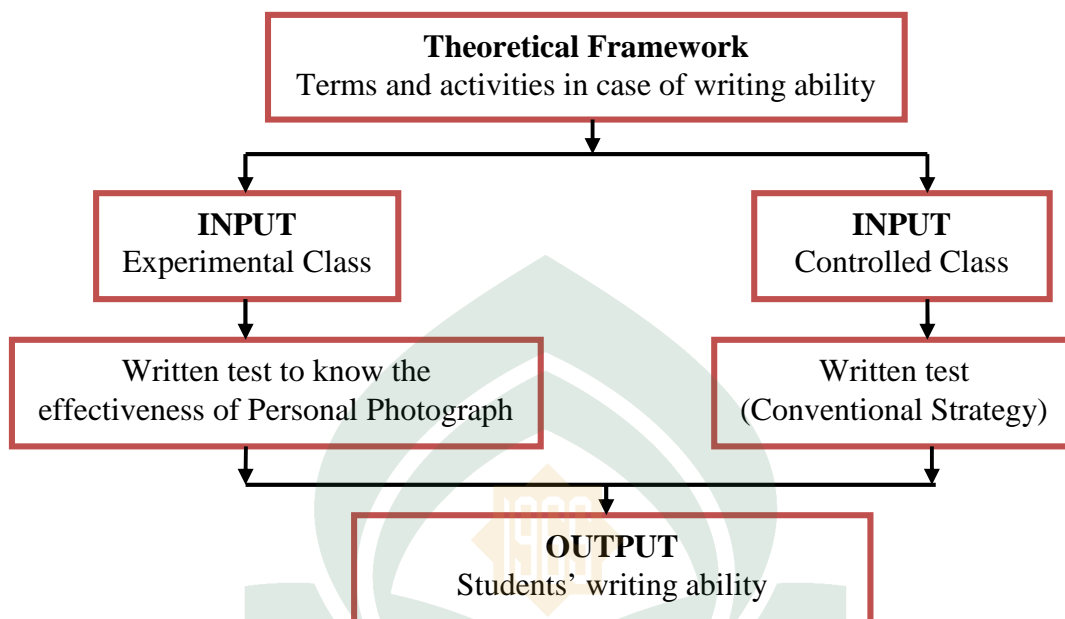 Theoretical Framework
Terms and activities in case of writing ability
INPUT
Experimental Class
INPUT
Controlled Class
Written test to know the
effectiveness of Personal Photograph
Written test
(Conventional Strategy)
1965
OUTPUT
Students’ writing ability